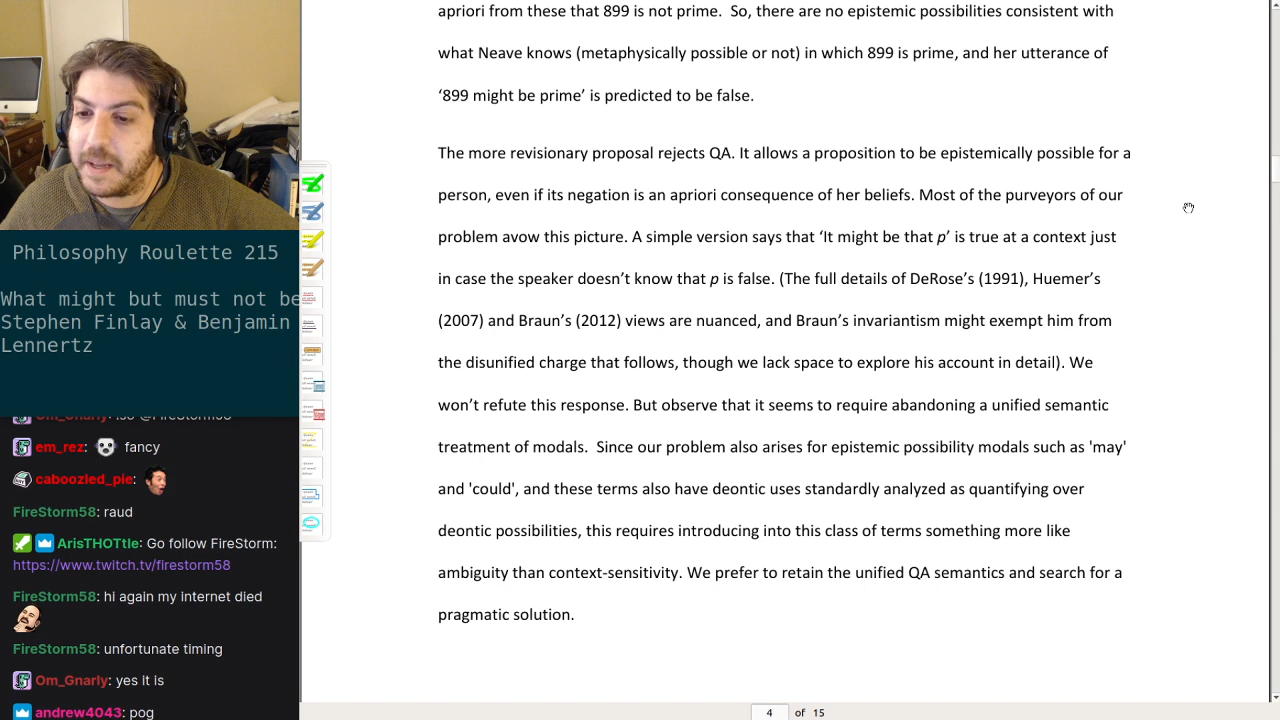 apriori from these that 899 is not prime.  So, there are no epistemic possibilities consistent with
what Neave knows (metaphysically possible or not) in which 899 is prime, and her utterance of
‘899 might be prime’ is predicted to be false.
The more revisionary proposal rejects QA. It allows a proposition to be epistemically possible for a
person, even if its negation is an apriori consequence of her beliefs. Most of the purveyors of our
problem avow this picture. A simple version says that ‘It might be that p’ is true at a context just
in case the speaker doesn’t know that p is false. (The full details of DeRose’s (1991), Huemer’s
(2007) and Braun’s (2012) views are nuanced, and Braun’s invariantism might exempt him from
the disunified charge that follows, though we lack space to explore his account in detail). We
won’t refute this response. But observe that it seems to require abandoning a unified semantic
treatment of modals.  Since our problem also arises for epistemic possibility modals such as 'may'
and 'could', and these terms also have deontic uses standardly analyzed as quantifying over
deontic possibilities, this requires introducing into this class of terms something more like
ambiguity than context-sensitivity. We prefer to retain the unified QA semantics and search for a
pragmatic solution.
4 of 15
Philosophy Roulette 215
What might but must not be
Stephen Finlay & Benjamin
Lennertz
em_rez: fancy
caboozled_pie:
FireStorm58: raud
ArisTHOTtle: Go follow FireStorm:
https://www.twitch.tv/firestorm58
FireStorm58: hi again my internet died
FireStorm58: unfortunate timing
Om_Gnarly: yes it is
andrew4043: pog